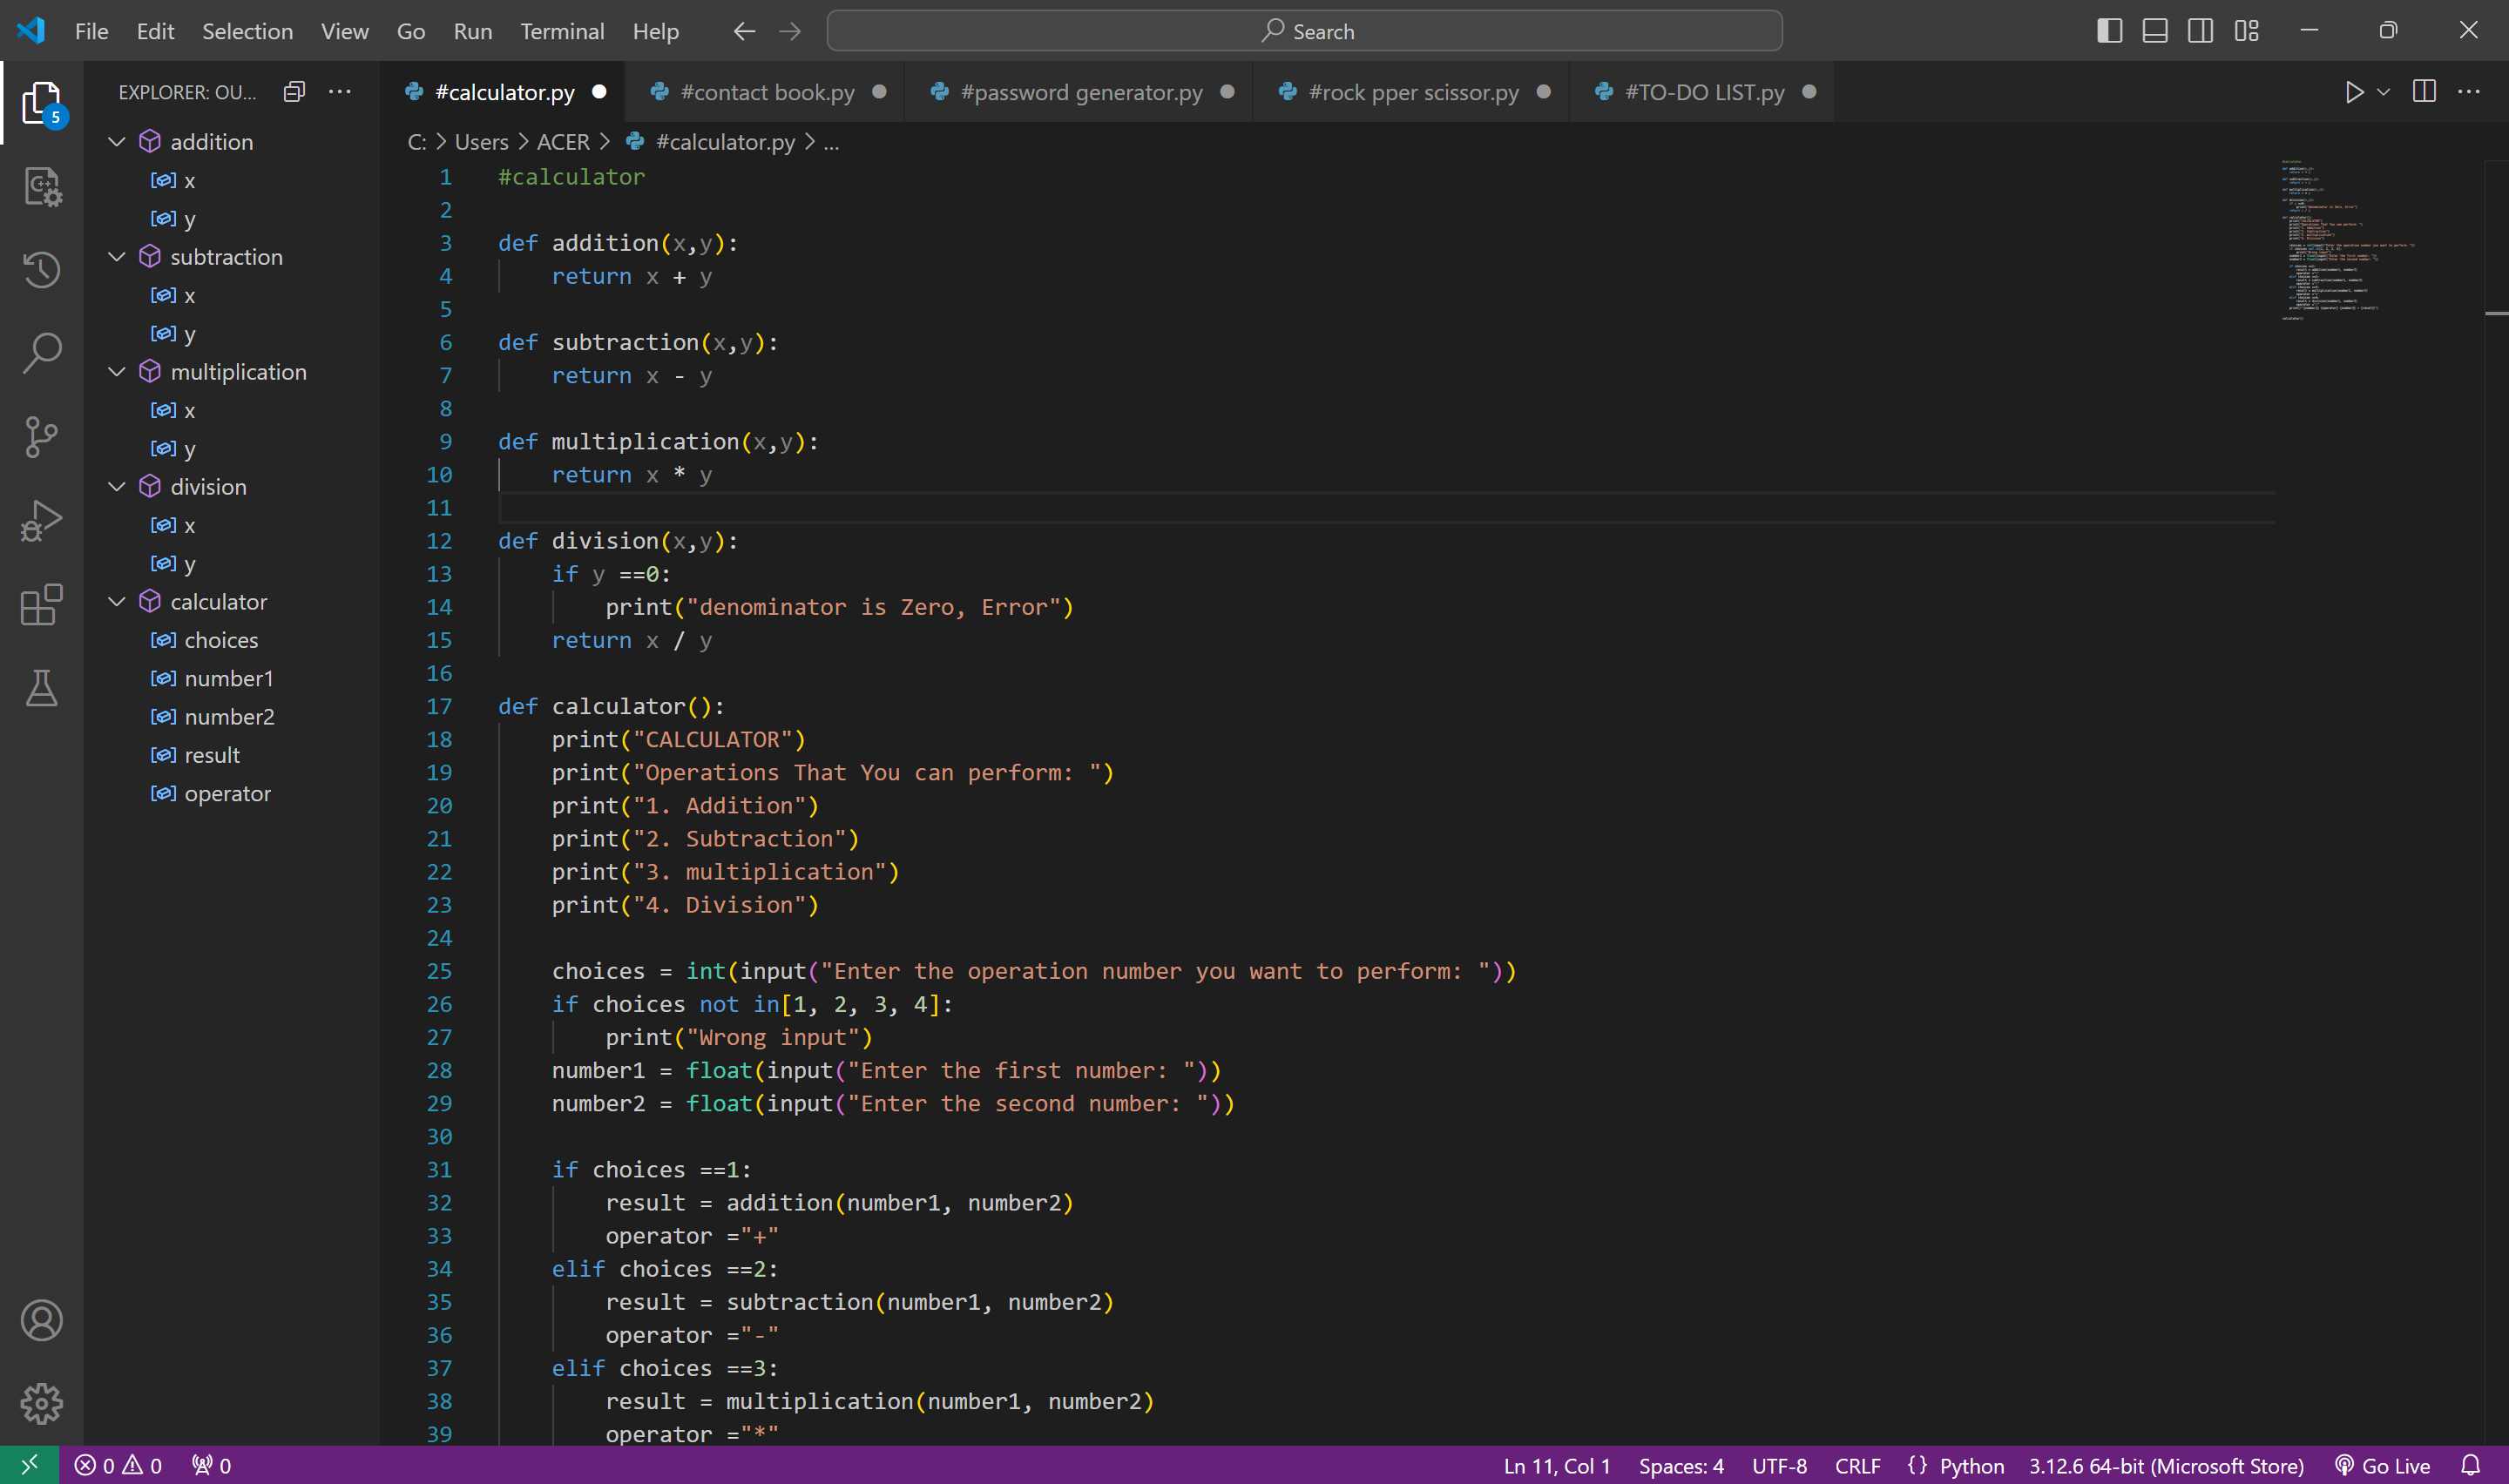 File Edit Selection View Go Run Terminal Help Search
EXPLORER: OU...
#calculator.py #contact book.py #password generator.py #rock pper scissor.py #TO-DO LIST.py
5
C: > Users > ACER > #calculator.py > ...
addition
x
y
subtraction
x
y
multiplication
x
y
division
x
y
calculator
choices
number1
number2
result
operator
1 #calculator
2
3 def addition(x,y):
4     return x + y
5
6 def subtraction(x,y):
7     return x - y
8
9 def multiplication(x,y):
10     return x * y
11
12 def division(x,y):
13     if y ==0:
14         print("denominator is Zero, Error")
15     return x / y
16
17 def calculator():
18     print("CALCULATOR")
19     print("Operations That You can perform: ")
20     print("1. Addition")
21     print("2. Subtraction")
22     print("3. multiplication")
23     print("4. Division")
24
25     choices = int(input("Enter the operation number you want to perform: "))
26     if choices not in[1, 2, 3, 4]:
27         print("Wrong input")
28     number1 = float(input("Enter the first number: "))
29     number2 = float(input("Enter the second number: "))
30
31     if choices ==1:
32         result = addition(number1, number2)
33         operator ="+"
34     elif choices ==2:
35         result = subtraction(number1, number2)
36         operator ="-"
37     elif choices ==3:
38         result = multiplication(number1, number2)
39         operator ="*"
0 0 0 Ln 11, Col 1 Spaces: 4 UTF-8 CRLF {} Python 3.12.6 64-bit (Microsoft Store) Go Live